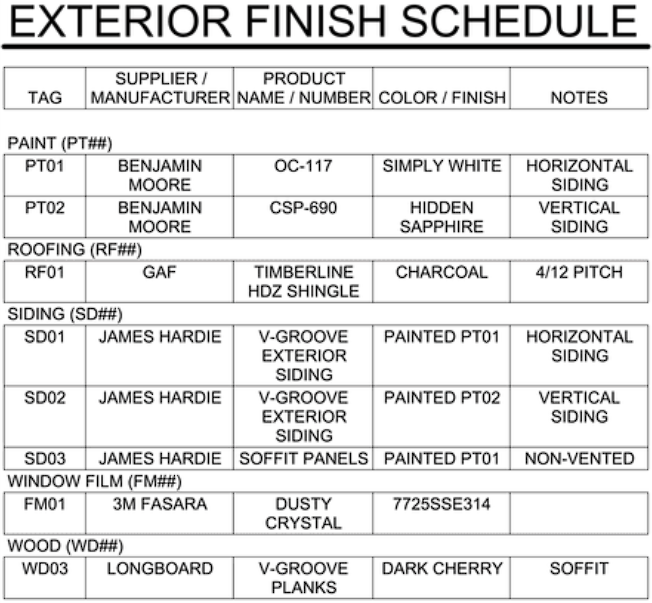 EXTERIOR FINISH SCHEDULE
TAG SUPPLIER / MANUFACTURER PRODUCT NAME / NUMBER COLOR / FINISH NOTES
PAINT (PT##)
PT01 BENJAMIN MOORE OC-117 SIMPLY WHITE HORIZONTAL SIDING
PT02 BENJAMIN MOORE CSP-690 HIDDEN SAPPHIRE VERTICAL SIDING
ROOFING (RF##)
RF01 GAF TIMBERLINE HDZ SHINGLE CHARCOAL 4/12 PITCH
SIDING (SD##)
SD01 JAMES HARDIE V-GROOVE EXTERIOR SIDING PAINTED PT01 HORIZONTAL SIDING
SD02 JAMES HARDIE V-GROOVE EXTERIOR SIDING PAINTED PT02 VERTICAL SIDING
SD03 JAMES HARDIE SOFFIT PANELS PAINTED PT01 NON-VENTED
WINDOW FILM (FM##)
FM01 3M FASARA DUSTY CRYSTAL 7725SSE314
WOOD (WD##)
WD03 LONGBOARD V-GROOVE PLANKS DARK CHERRY SOFFIT